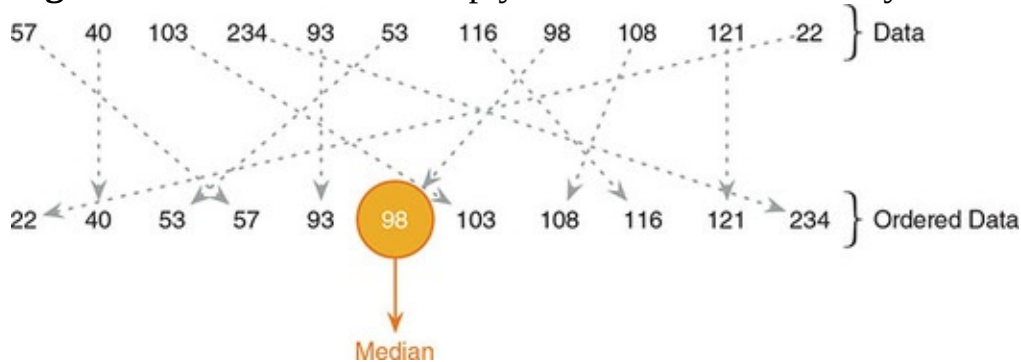 57 40 103 234 93 53 116 98 108 121 22 Data
22 40 53 57 93 98 103 108 116 121 234 Ordered Data
Median